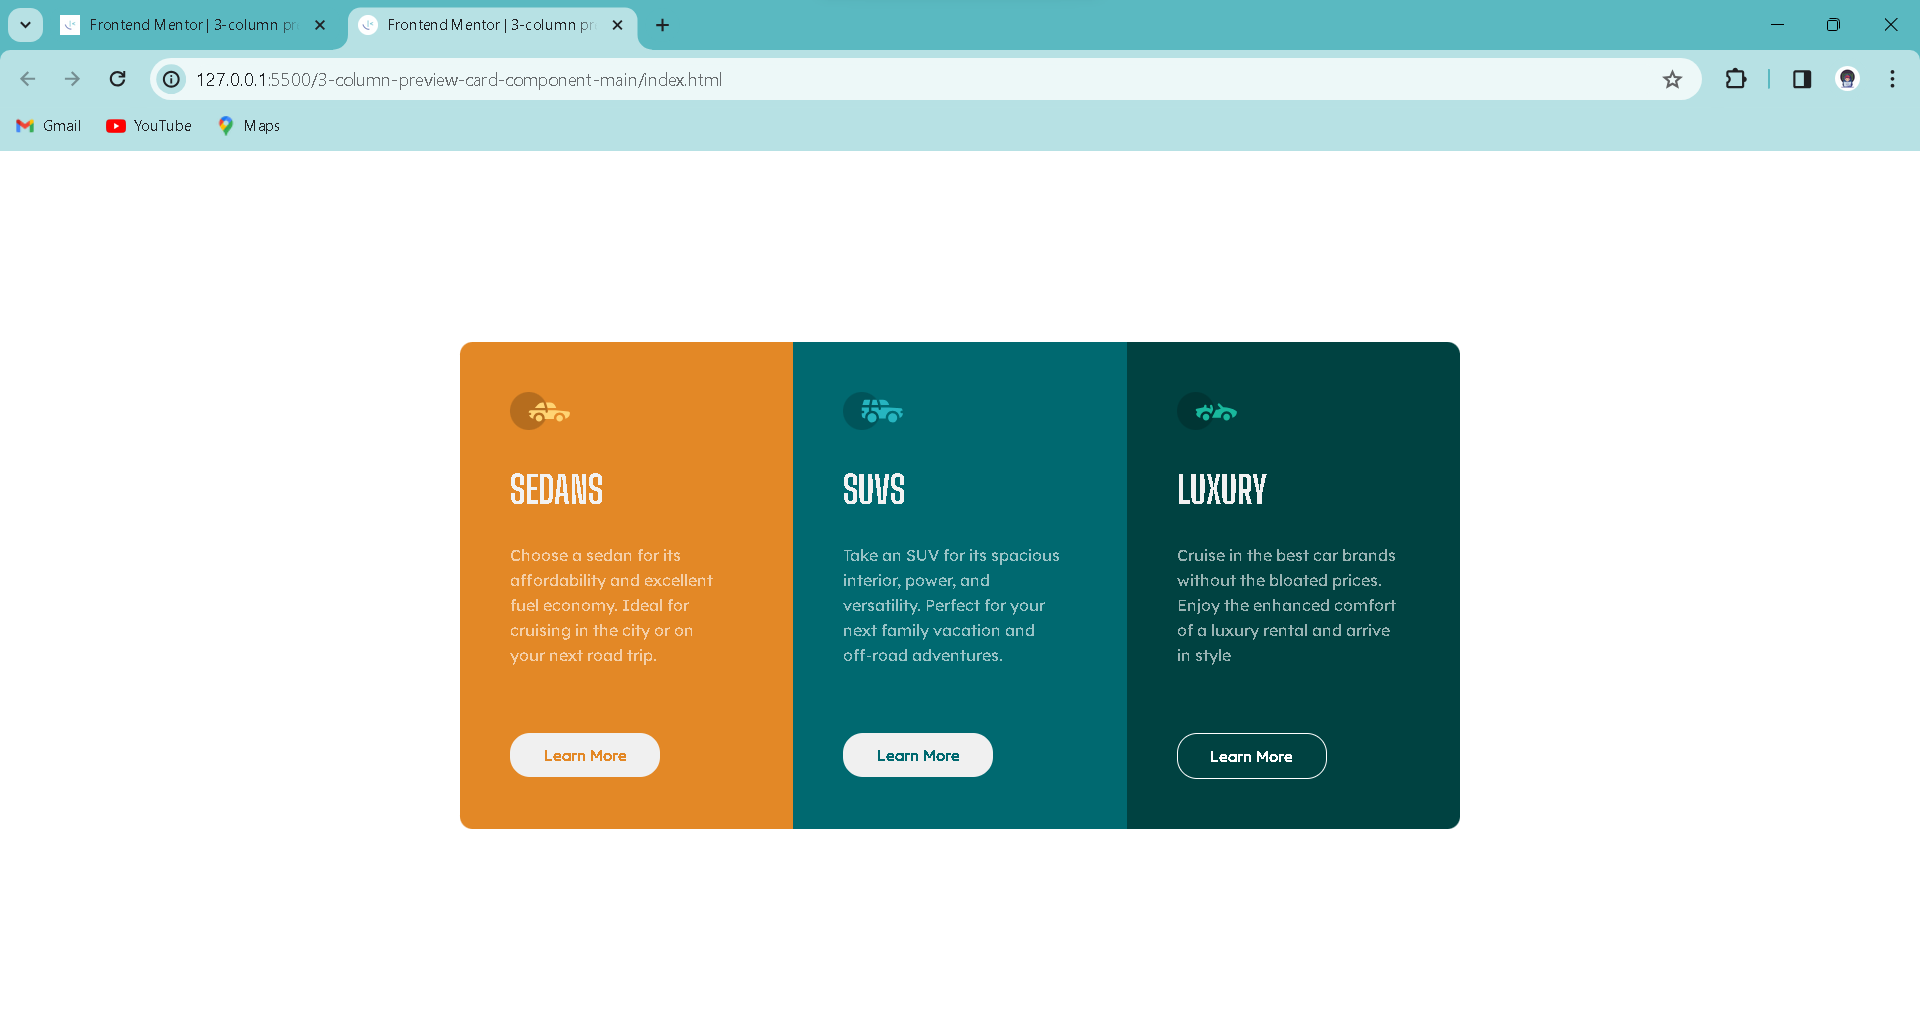 Frontend Mentor | 3-column pr
Frontend Mentor | 3-column pr
127.0.0.1:5500/3-column-preview-card-component-main/index.html
Gmail
YouTube
Maps
SEDANS
Choose a sedan for its
affordability and excellent
fuel economy. Ideal for
cruising in the city or on
your next road trip.
Learn More
SUVS
Take an SUV for its spacious
interior, power, and
versatility. Perfect for your
next family vacation and
off-road adventures.
Learn More
LUXURY
Cruise in the best car brands
without the bloated prices.
Enjoy the enhanced comfort
of a luxury rental and arrive
in style
Learn More